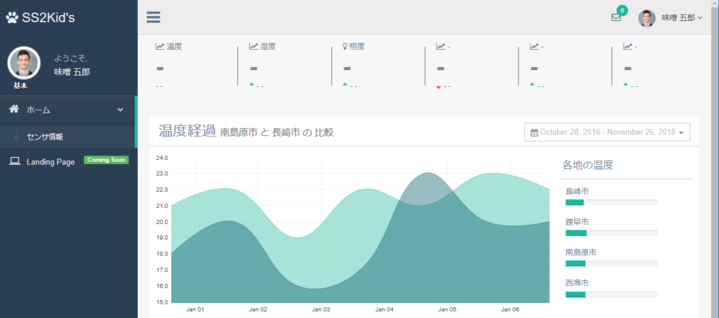 SS2Kid's
6
味噌 五郎
ようこそ,
味噌 五郎
基本
ホーム
センサ情報
Landing Page Coming Soon
温度
湿度
照度
-
-
-
-
-
-
-
-
-
温度経過 南島原市 と 長崎市 の 比較
October 28, 2016 - November 26, 2016
24.0
23.0
22.0
21.0
20.0
19.0
18.0
17.0
16.0
15.0
Jan 01
Jan 02
Jan 03
Jan 04
Jan 05
Jan 06
各地の温度
長崎市
諫早市
南島原市
西海市